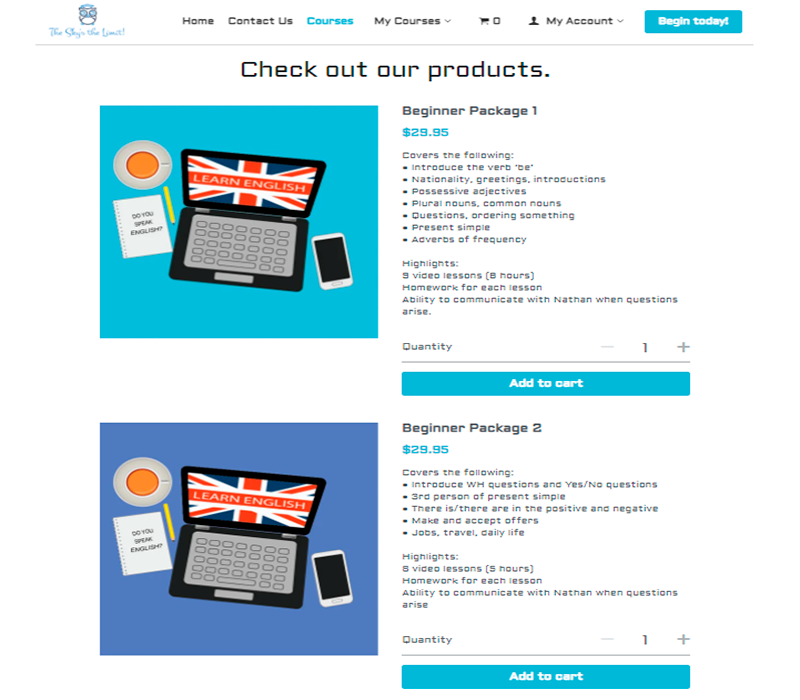 The Sky's the Limit!
Home Contact Us Courses My Courses 0 My Account Begin today!
Check out our products.
LEARN ENGLISH
DO YOU
SPEAK
ENGLISH?
Beginner Package 1
$29.95
Covers the following:
• Introduce the verb 'be'
• Nationality, greetings, introductions
• Possessive adjectives
• Plural nouns, common nouns
• Questions, ordering something
• Present simple
• Adverbs of frequency
Highlights:
9 video lessons (8 hours)
Homework for each lesson
Ability to communicate with Nathan when questions
arise.
Quantity 1
Add to cart
LEARN ENGLISH
DO YOU
SPEAK
ENGLISH?
Beginner Package 2
$29.95
Covers the following:
• Introduce WH questions and Yes/No questions
• 3rd person of present simple
• There is/there are in the positive and negative
• Make and accept offers
• Jobs, travel, daily life
Highlights:
Homework for each lesson
Ability to communicate with Nathan when questions
arise
Quantity 1
Add to cart